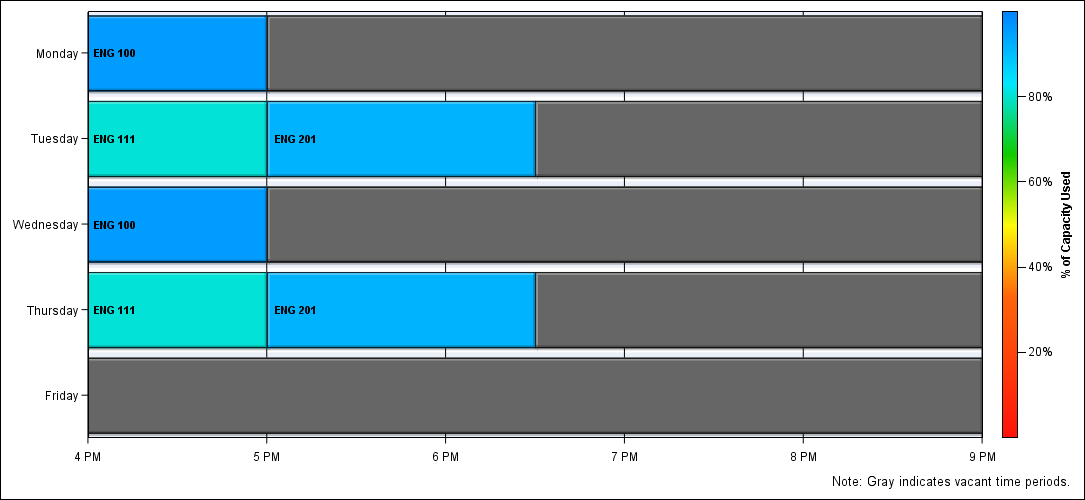 Monday
ENG 100
Tuesday
ENG 111
ENG 201
Wednesday
ENG 100
Thursday
ENG 111
ENG 201
Friday
4 PM
5 PM
6 PM
7 PM
8 PM
9 PM
80%
60%
40%
20%
% of Capacity Used
Note: Gray indicates vacant time periods.